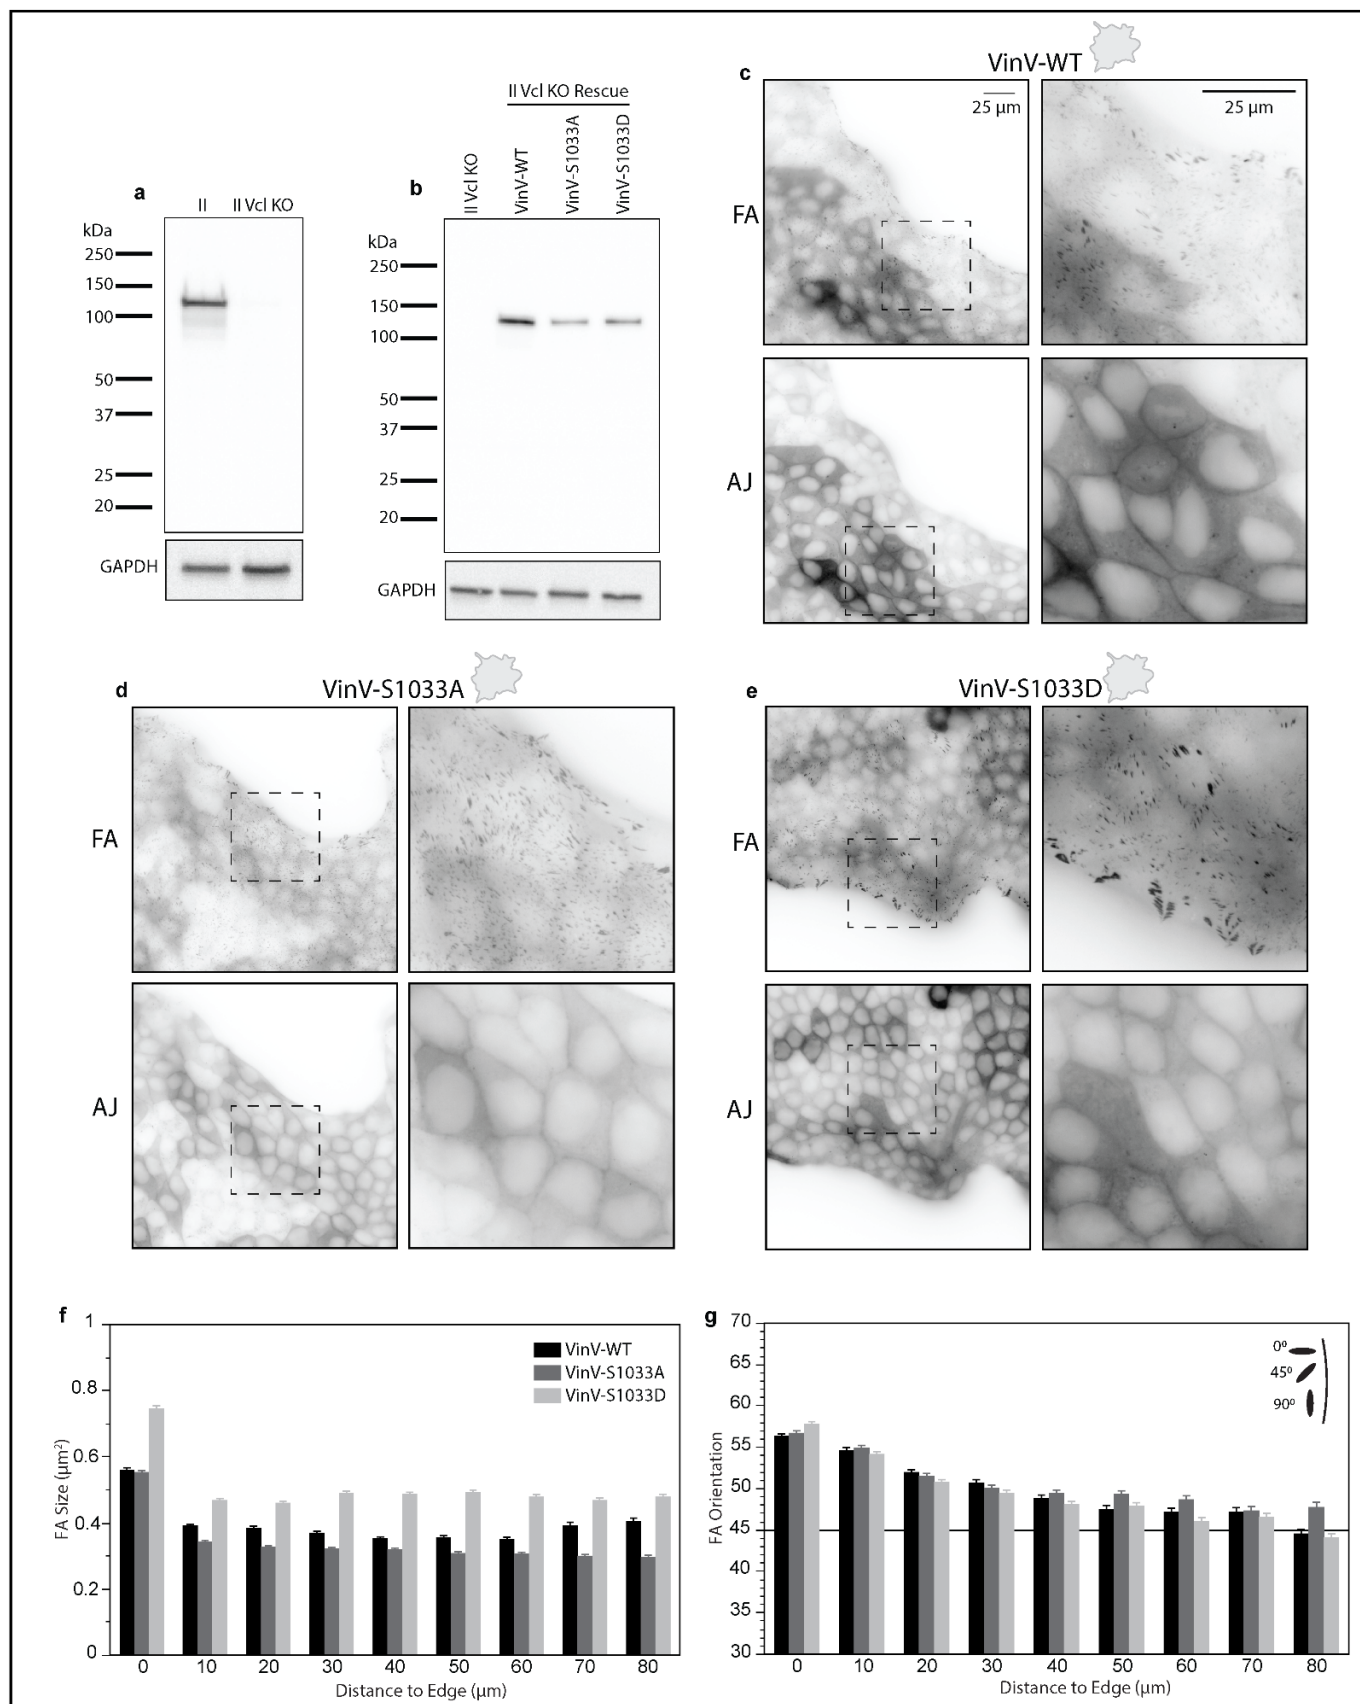 a
II
II Vcl KO
kDa
250
150
100
50
37
25
20
GAPDH
b
II Vcl KO Rescue
II Vcl KO
VinV-WT
VinV-S1033A
VinV-S1033D
kDa
250
150
100
50
37
25
20
GAPDH
c
VinV-WT
25 µm
25 µm
FA
AJ
d
VinV-S1033A
FA
AJ
e
VinV-S1033D
FA
AJ
f
FA Size (µm²)
1
0.8
0.6
0.4
0.2
0
VinV-WT
VinV-S1033A
VinV-S1033D
0 10 20 30 40 50 60 70 80
Distance to Edge (µm)
g
FA Orientation
70
65
60
55
50
45
40
35
30
0º
45º
90º
0 10 20 30 40 50 60 70 80
Distance to Edge (µm)